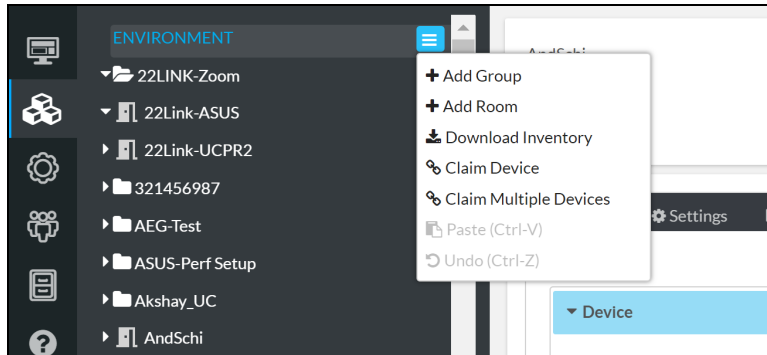 ENVIRONMENT
22LINK-Zoom
22Link-ASUS
22Link-UCPR2
321456987
AEG-Test
ASUS-Perf Setup
Akshay_UC
AndSchi
AndSchi
Add Group
Add Room
Download Inventory
Claim Device
Claim Multiple Devices
Paste (Ctrl-V)
Undo (Ctrl-Z)
Settings
Device